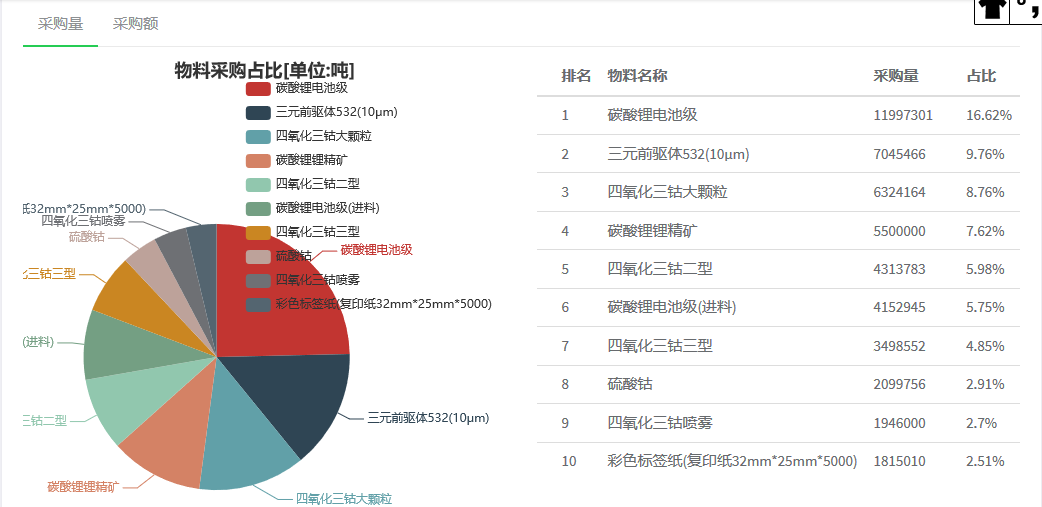 采购量
采购额
物料采购占比[单位:吨]
碳酸锂电池级
三元前驱体532(10μm)
四氧化三钴大颗粒
碳酸锂锂精矿
四氧化三钴二型
碳酸锂电池级(进料)
四氧化三钴三型
硫酸钴
四氧化三钴喷雾
彩色标签纸(复印纸32mm*25mm*5000)
纸32mm*25mm*5000)
四氧化三钴喷雾
硫酸钴
化三钴三型
(进料)
三钴二型
碳酸锂锂精矿
碳酸锂电池级
三元前驱体532(10μm)
四氧化三钴大颗粒
排名 物料名称 采购量 占比
1 碳酸锂电池级 11997301 16.62%
2 三元前驱体532(10μm) 7045466 9.76%
3 四氧化三钴大颗粒 6324164 8.76%
4 碳酸锂锂精矿 5500000 7.62%
5 四氧化三钴二型 4313783 5.98%
6 碳酸锂电池级(进料) 4152945 5.75%
7 四氧化三钴三型 3498552 4.85%
8 硫酸钴 2099756 2.91%
9 四氧化三钴喷雾 1946000 2.7%
10 彩色标签纸(复印纸32mm*25mm*5000) 1815010 2.51%